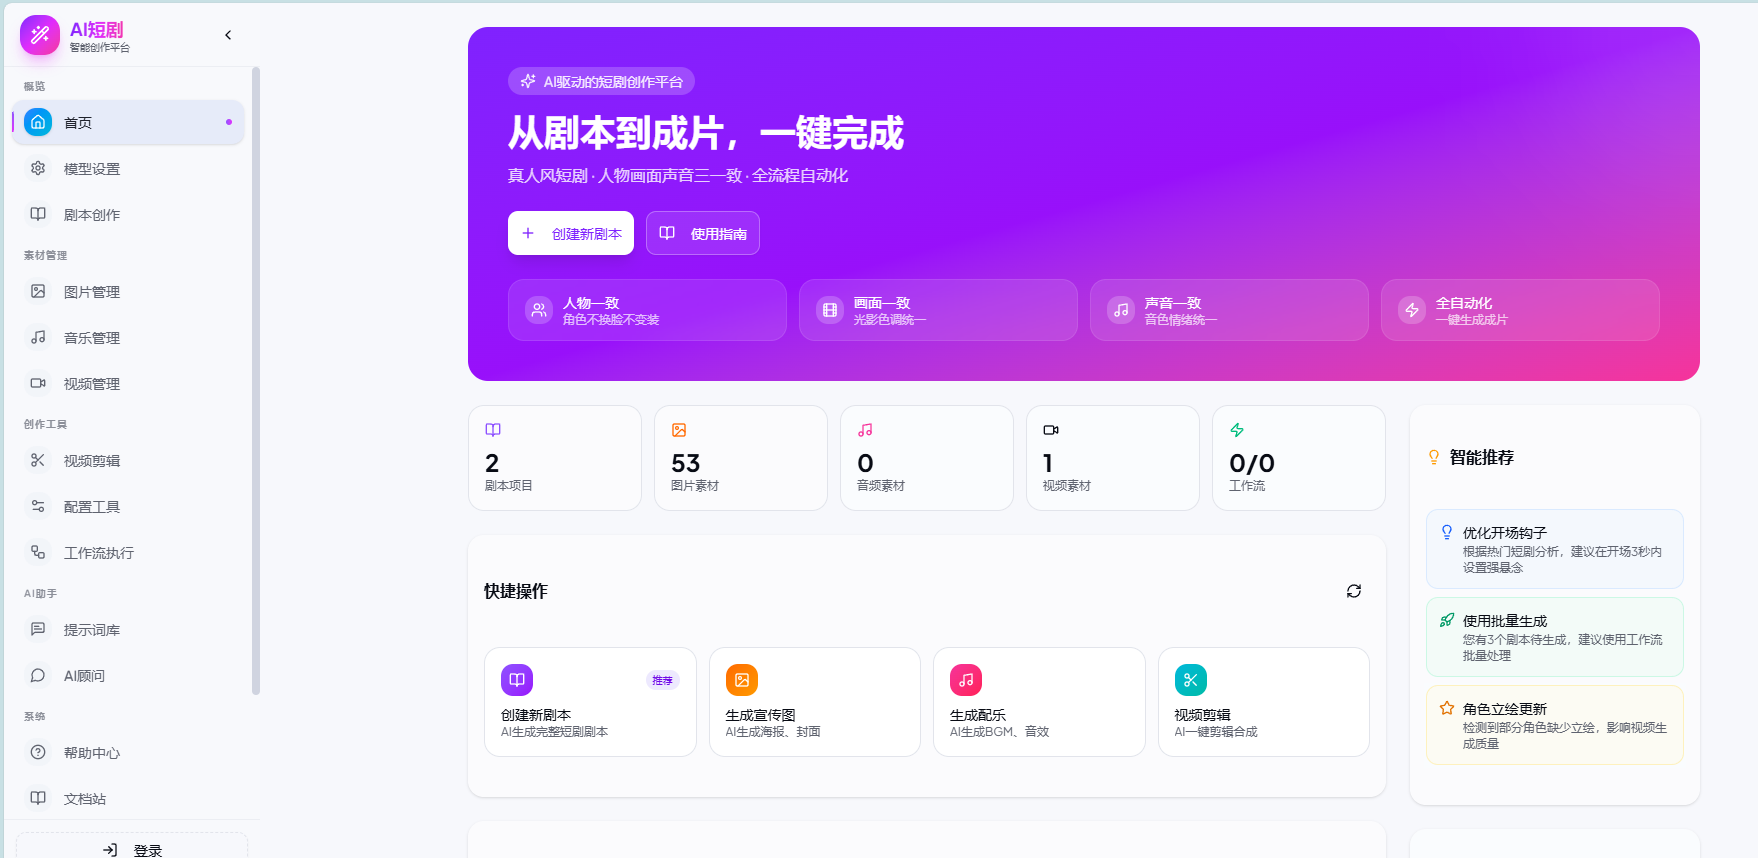 AI短剧
智能创作平台
概览
首页
模型设置
剧本创作
素材管理
图片管理
音乐管理
视频管理
创作工具
视频剪辑
配置工具
工作流执行
AI助手
提示词库
AI顾问
系统
帮助中心
文档站
登录
AI驱动的短剧创作平台
从剧本到成片，一键完成
真人风短剧 · 人物画面声音三一致 · 全流程自动化
创建新剧本
使用指南
人物一致
角色不换脸不变装
画面一致
光影色调统一
声音一致
音色情绪统一
全自动化
一键生成成片
2
剧本项目
53
图片素材
0
音频素材
1
视频素材
0/0
工作流
快捷操作
推荐
创建新剧本
AI生成完整短剧剧本
生成宣传图
AI生成海报、封面
生成配乐
AI生成BGM、音效
视频剪辑
AI一键剪辑合成
智能推荐
优化开场钩子
根据热门短剧分析，建议在开场3秒内
设置强悬念
使用批量生成
您有3个剧本待生成，建议使用工作流
批量处理
角色立绘更新
检测到部分角色缺少立绘，影响视频生
成质量